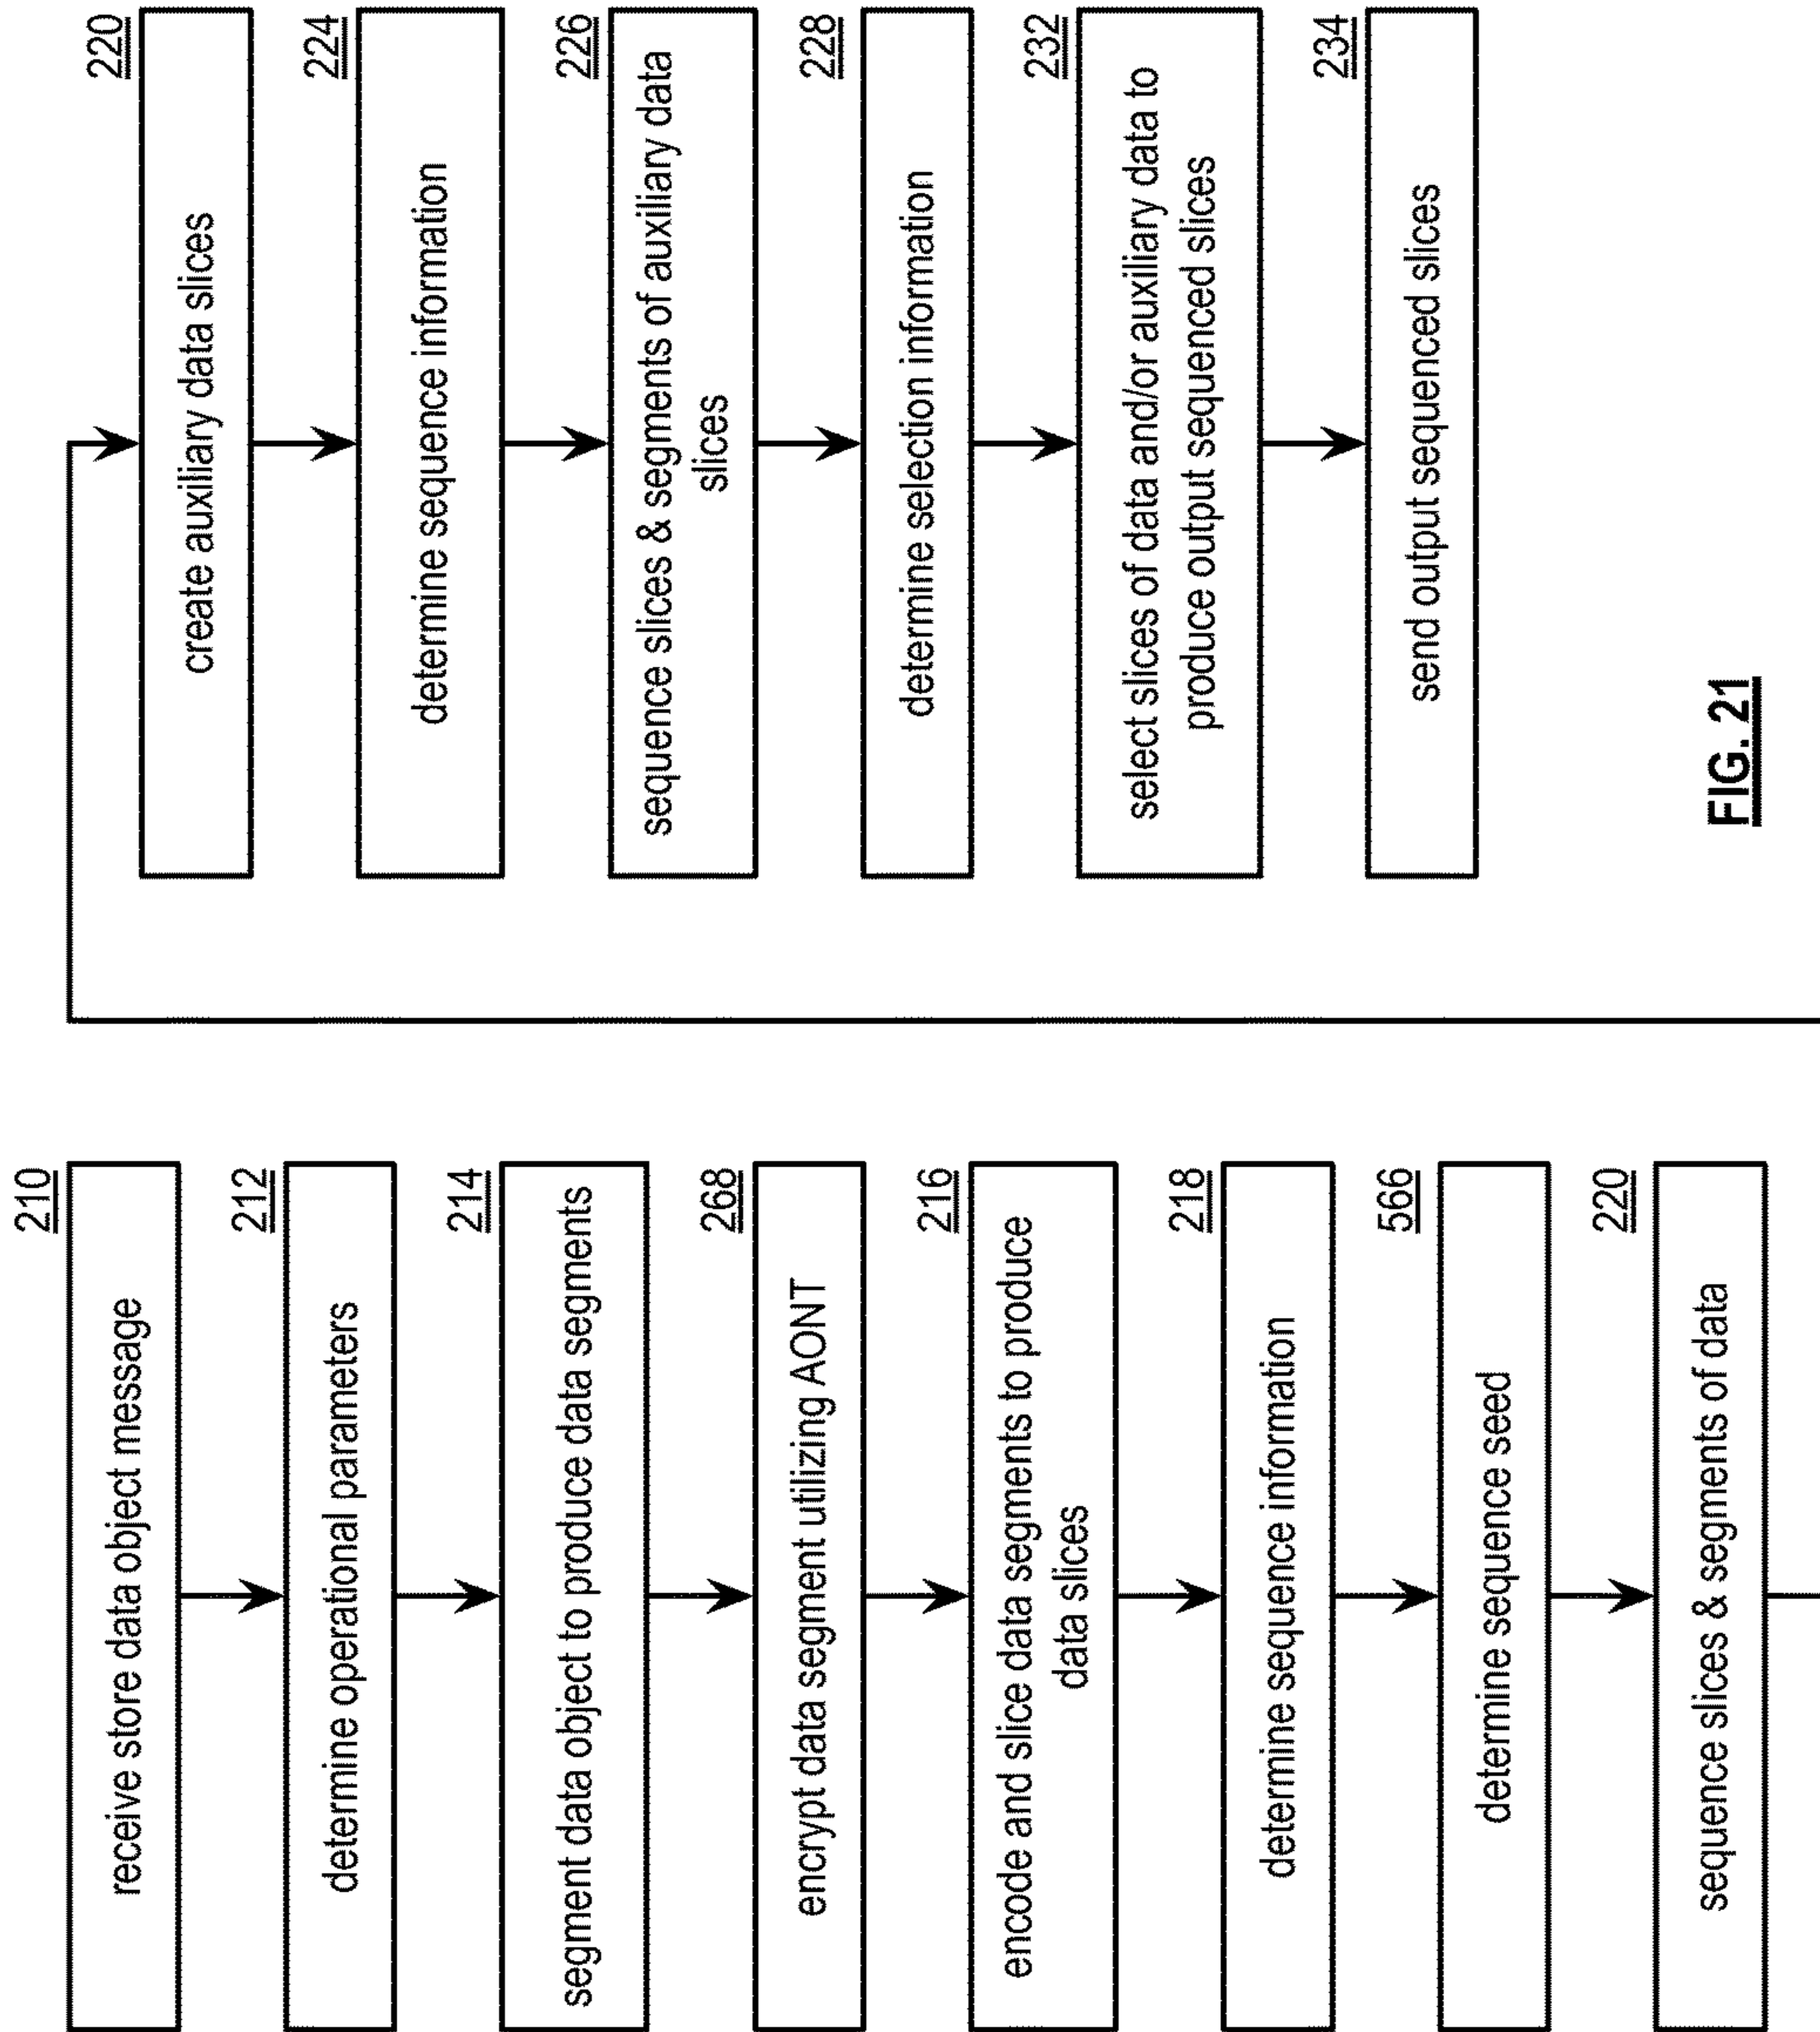 210
receive store data object message
212
determine operational parameters
214
segment data object to produce data segments
268
encrypt data segment utilizing AONT
216
encode and slice data segments to produce
data slices
218
determine sequence information
566
determine sequence seed
220
sequence slices & segments of data
220
create auxiliary data slices
224
determine sequence information
226
sequence slices & segments of auxiliary data
slices
228
determine selection information
232
select slices of data and/or auxiliary data to
produce output sequenced slices
234
send output sequenced slices
FIG. 21